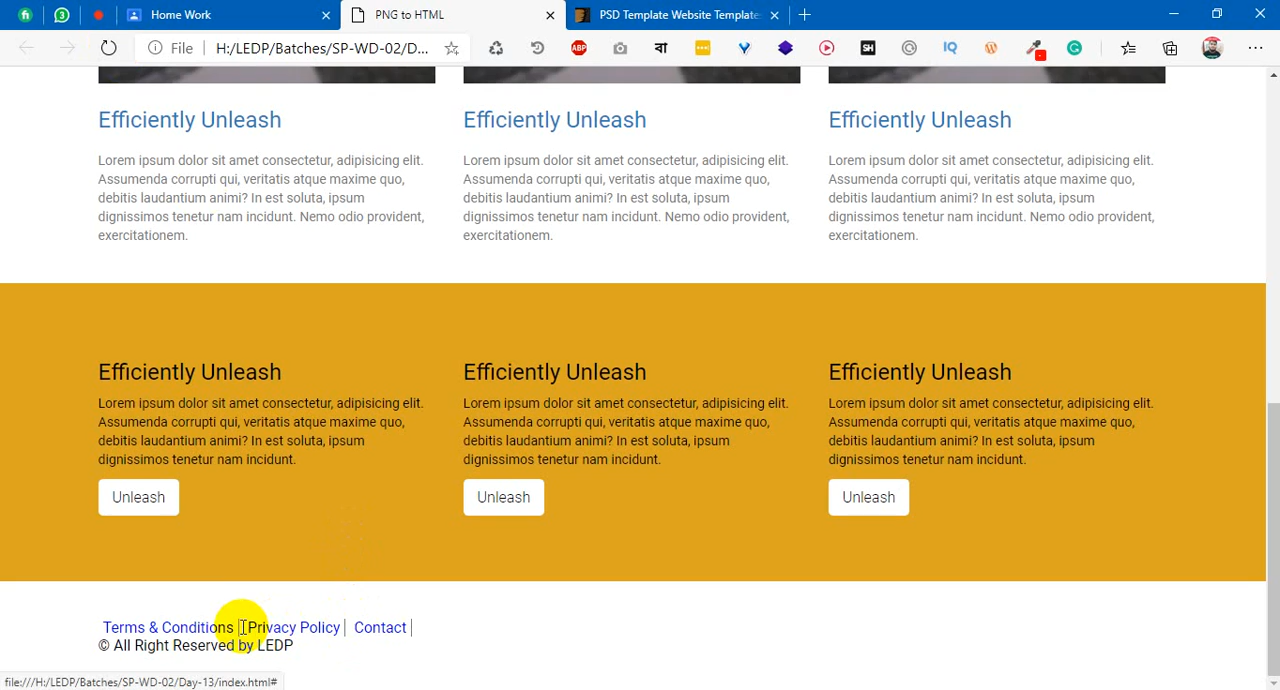 fi 3 Home Work PNG to HTML PSD Template Website Template
File H:/LEDP/Batches/SP-WD-02/D... ABP বা SH IQ
Efficiently Unleash Efficiently Unleash Efficiently Unleash
Lorem ipsum dolor sit amet consectetur, adipisicing elit. Lorem ipsum dolor sit amet consectetur, adipisicing elit. Lorem ipsum dolor sit amet consectetur, adipisicing elit.
Assumenda corrupti qui, veritatis atque maxime quo, Assumenda corrupti qui, veritatis atque maxime quo, Assumenda corrupti qui, veritatis atque maxime quo,
debitis laudantium animi? In est soluta, ipsum debitis laudantium animi? In est soluta, ipsum debitis laudantium animi? In est soluta, ipsum
dignissimos tenetur nam incidunt. Nemo odio provident, dignissimos tenetur nam incidunt. Nemo odio provident, dignissimos tenetur nam incidunt. Nemo odio provident,
exercitationem. exercitationem. exercitationem.
Efficiently Unleash Efficiently Unleash Efficiently Unleash
Lorem ipsum dolor sit amet consectetur, adipisicing elit. Lorem ipsum dolor sit amet consectetur, adipisicing elit. Lorem ipsum dolor sit amet consectetur, adipisicing elit.
Assumenda corrupti qui, veritatis atque maxime quo, Assumenda corrupti qui, veritatis atque maxime quo, Assumenda corrupti qui, veritatis atque maxime quo,
debitis laudantium animi? In est soluta, ipsum debitis laudantium animi? In est soluta, ipsum debitis laudantium animi? In est soluta, ipsum
dignissimos tenetur nam incidunt. dignissimos tenetur nam incidunt. dignissimos tenetur nam incidunt.
Unleash Unleash Unleash
Terms & Conditions | Privacy Policy | Contact |
© All Right Reserved by LEDP
file:///H:/LEDP/Batches/SP-WD-02/Day-13/index.html#